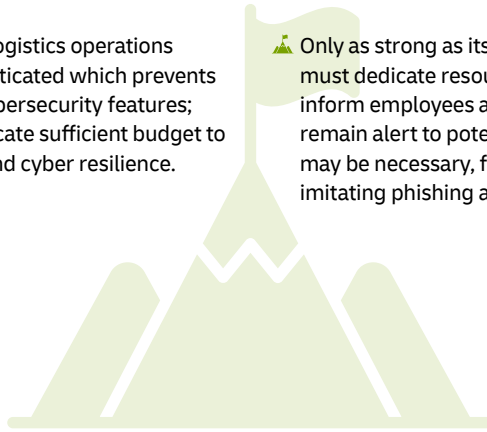 ogistics operations
ticated which prevents
bersecurity features;
cate sufficient budget to
nd cyber resilience.
Only as strong as its
must dedicate resou
inform employees a
remain alert to pote
may be necessary, f
imitating phishing a